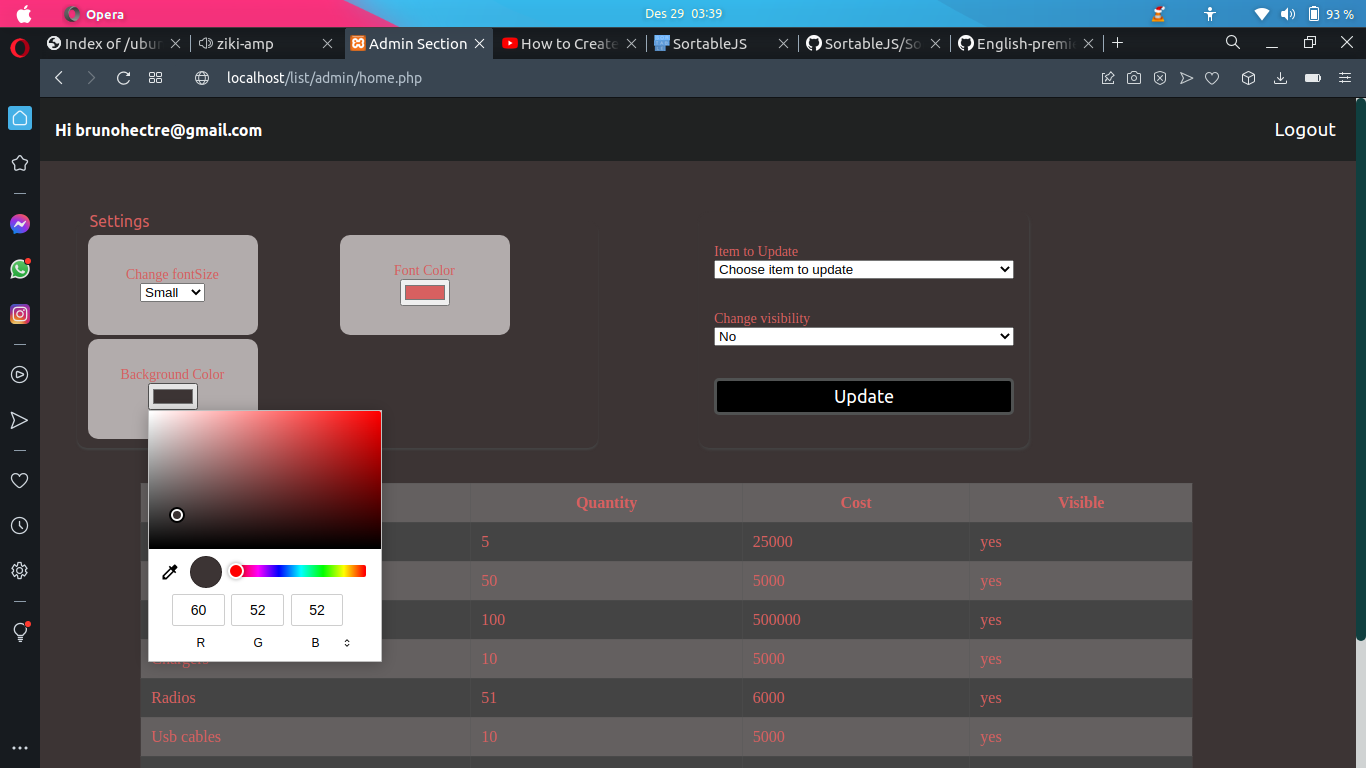 Opera
Des 29 03:39
93 %
Index of /ubu
ziki-amp
Admin Section
How to Create
SortableJS
SortableJS/So
English-premi
localhost/list/admin/home.php
Hi brunohectre@gmail.com
Logout
Settings
Change fontSize
Small
Font Color
Background Color
Item to Update
Choose item to update
Change visibility
No
Update
Quantity Cost Visible
5 25000 yes
50 5000 yes
100 500000 yes
Chargers 10 5000 yes
Radios 51 6000 yes
Usb cables 10 5000 yes
60 52 52
R G B